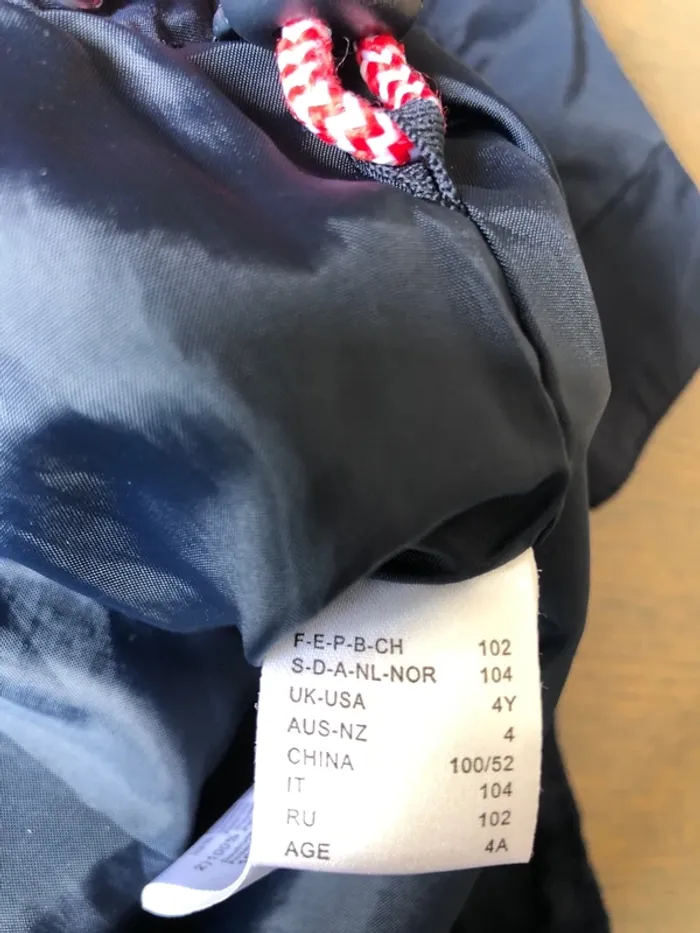 F-E-P-B-CH 102
S-D-A-NL-NOR 104
UK-USA 4Y
AUS-NZ 4
CHINA 100/52
IT 104
RU 102
AGE 4A